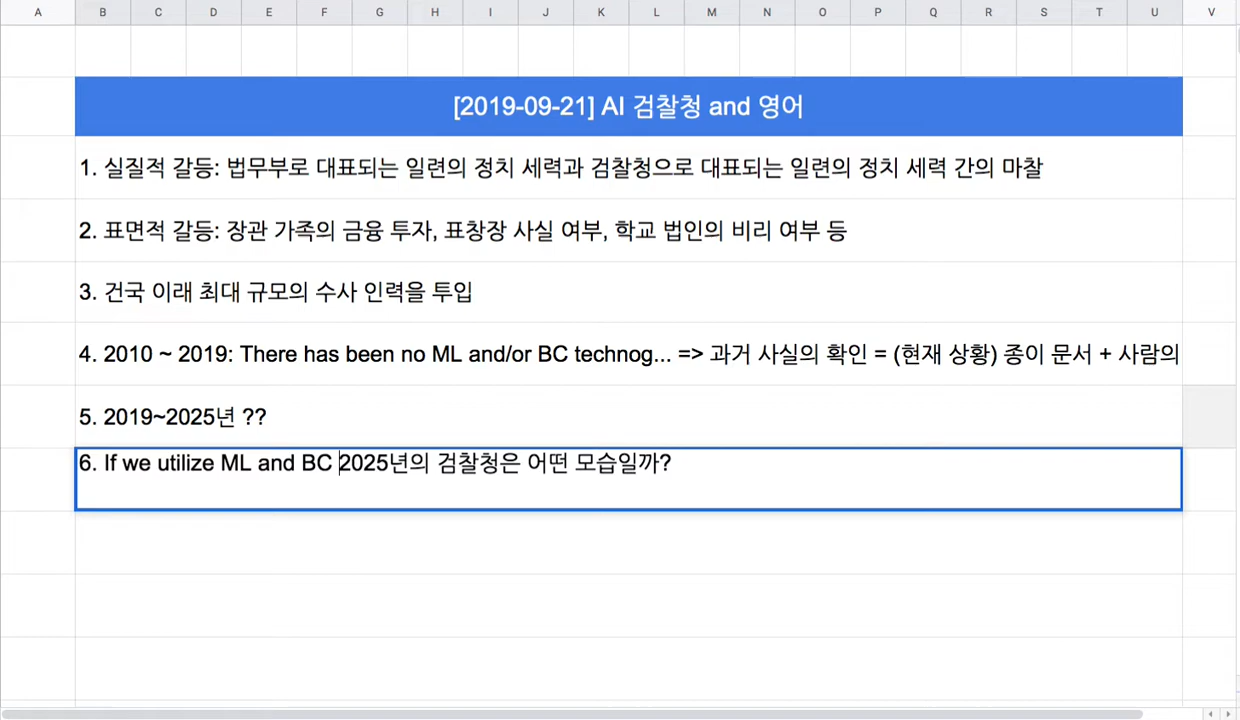 A B C D E F G H I J K L M N O P Q R S T U V
[2019-09-21] AI 검찰청 and 영어
1. 실질적 갈등: 법무부로 대표되는 일련의 정치 세력과 검찰청으로 대표되는 일련의 정치 세력 간의 마찰
2. 표면적 갈등: 장관 가족의 금융 투자, 표창장 사실 여부, 학교 법인의 비리 여부 등
3. 건국 이래 최대 규모의 수사 인력을 투입
4. 2010 ~ 2019: There has been no ML and/or BC technog... => 과거 사실의 확인 = (현재 상황) 종이 문서 + 사람의
5. 2019~2025년 ??
6. If we utilize ML and BC 2025년의 검찰청은 어떤 모습일까?